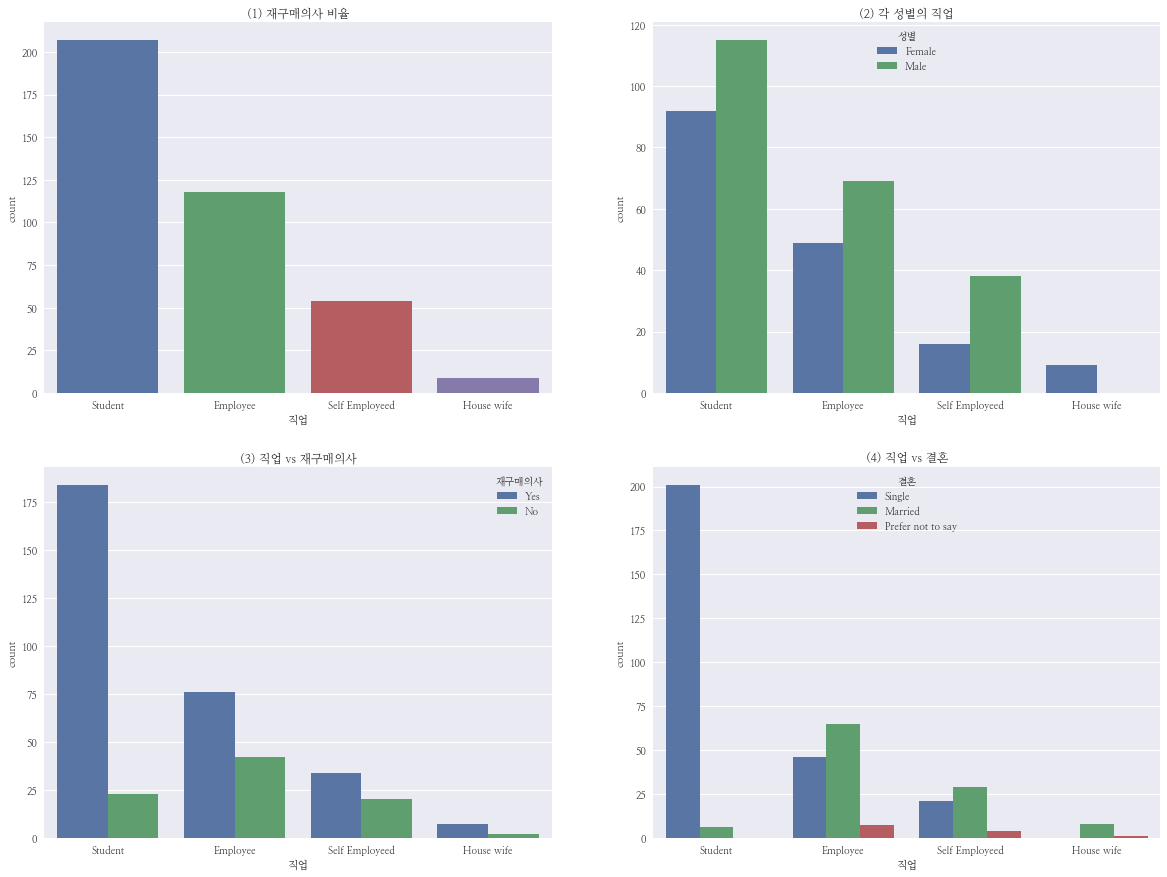 (1) 재구매의사 비율
200
175
150
125
100
75
50
25
0
count
Student
Employee
Self Employeed
House wife
직업
(2) 각 성별의 직업
성별
Female
Male
120
100
80
60
40
20
0
count
Student
Employee
Self Employeed
House wife
직업
(3) 직업 vs 재구매의사
재구매의사
Yes
No
175
150
125
100
75
50
25
0
count
Student
Employee
Self Employeed
House wife
직업
(4) 직업 vs 결혼
결혼
Single
Married
Prefer not to say
200
175
150
125
100
75
50
25
0
count
Student
Employee
Self Employeed
House wife
직업